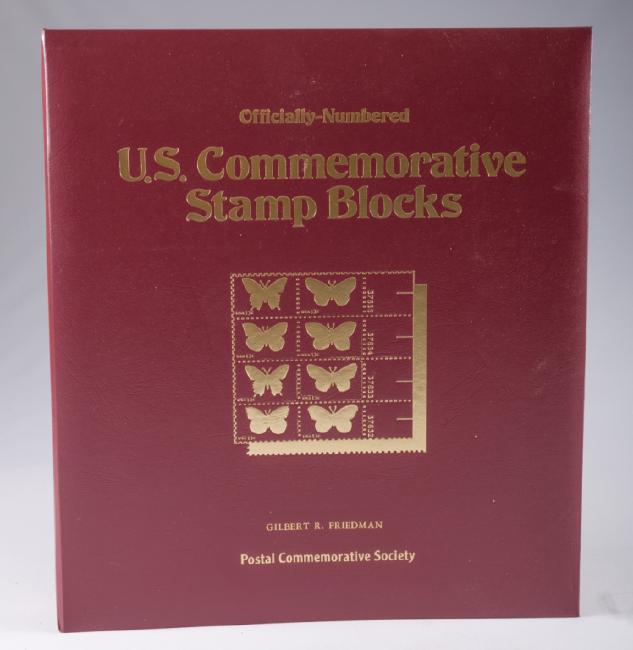 Officially-Numbered
U.S. Commemorative
Stamp Blocks
GILBERT R. FRIEDMAN
Postal Commemorative Society